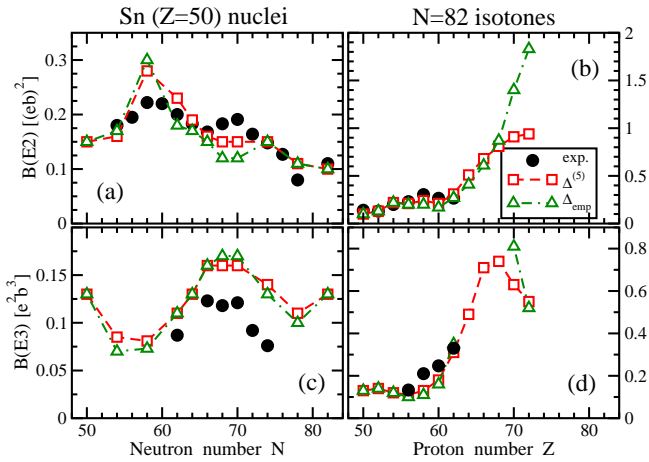 Sn (Z=50) nuclei
N=82 isotones
B(E2) [(eb)²]
0.3
0.2
0.1
0
(a)
2
1.5
1
0.5
0
(b)
exp.
Δ⁽⁵⁾
Δemp
B(E3) [e²b³]
0.15
0.1
0.05
0
(c)
0.8
0.6
0.4
0.2
0
(d)
50 60 70 80
50 60 70 80
Neutron number N
Proton number Z